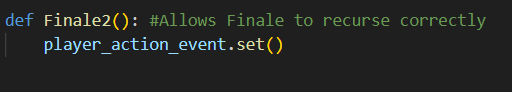 def Finale2(): #Allows Finale to recurse correctly
    player_action_event.set()